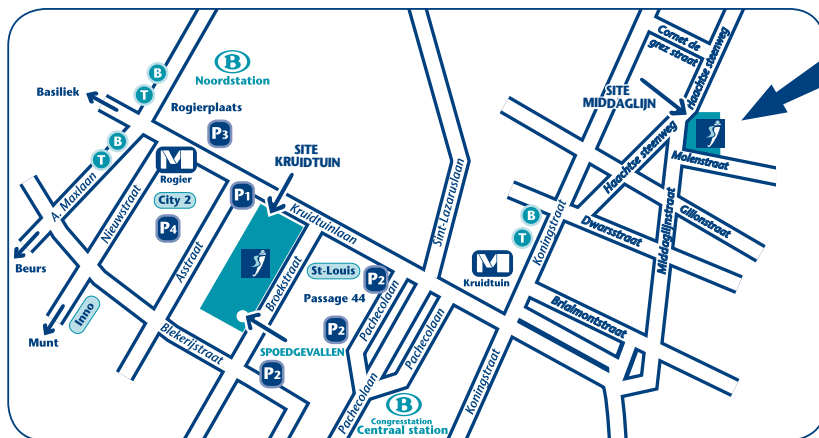 Cornet de
grez straat
Haachtse steenweg
B
Noordstation
B
T
Basiliek
Rogierplaats
P3
SITE
MIDDAGLIJN
SITE
KRUIDTUIN
Haachtse steenweg
Molenstraat
B
T
M
Rogier
City 2
P1
P4
A. Maxlaan
Nieuwstraat
Asstraat
Kruidtuinlaan
Sint-Lazaruslaan
B
T
Koningstraat
Dwarsstraat
Gillonstraat
Middaglijnstraat
Beurs
Broekstraat
St-Louis
P2
Passage 44
M
Kruidtuin
Inno
Munt
Blekerijstraat
SPOEDGEVALLEN
P2
P2
Pachecolaan
Pachecolaan
Pachecolaan
Koningstraat
Brialmontstraat
B
Congresstation
Centraal station